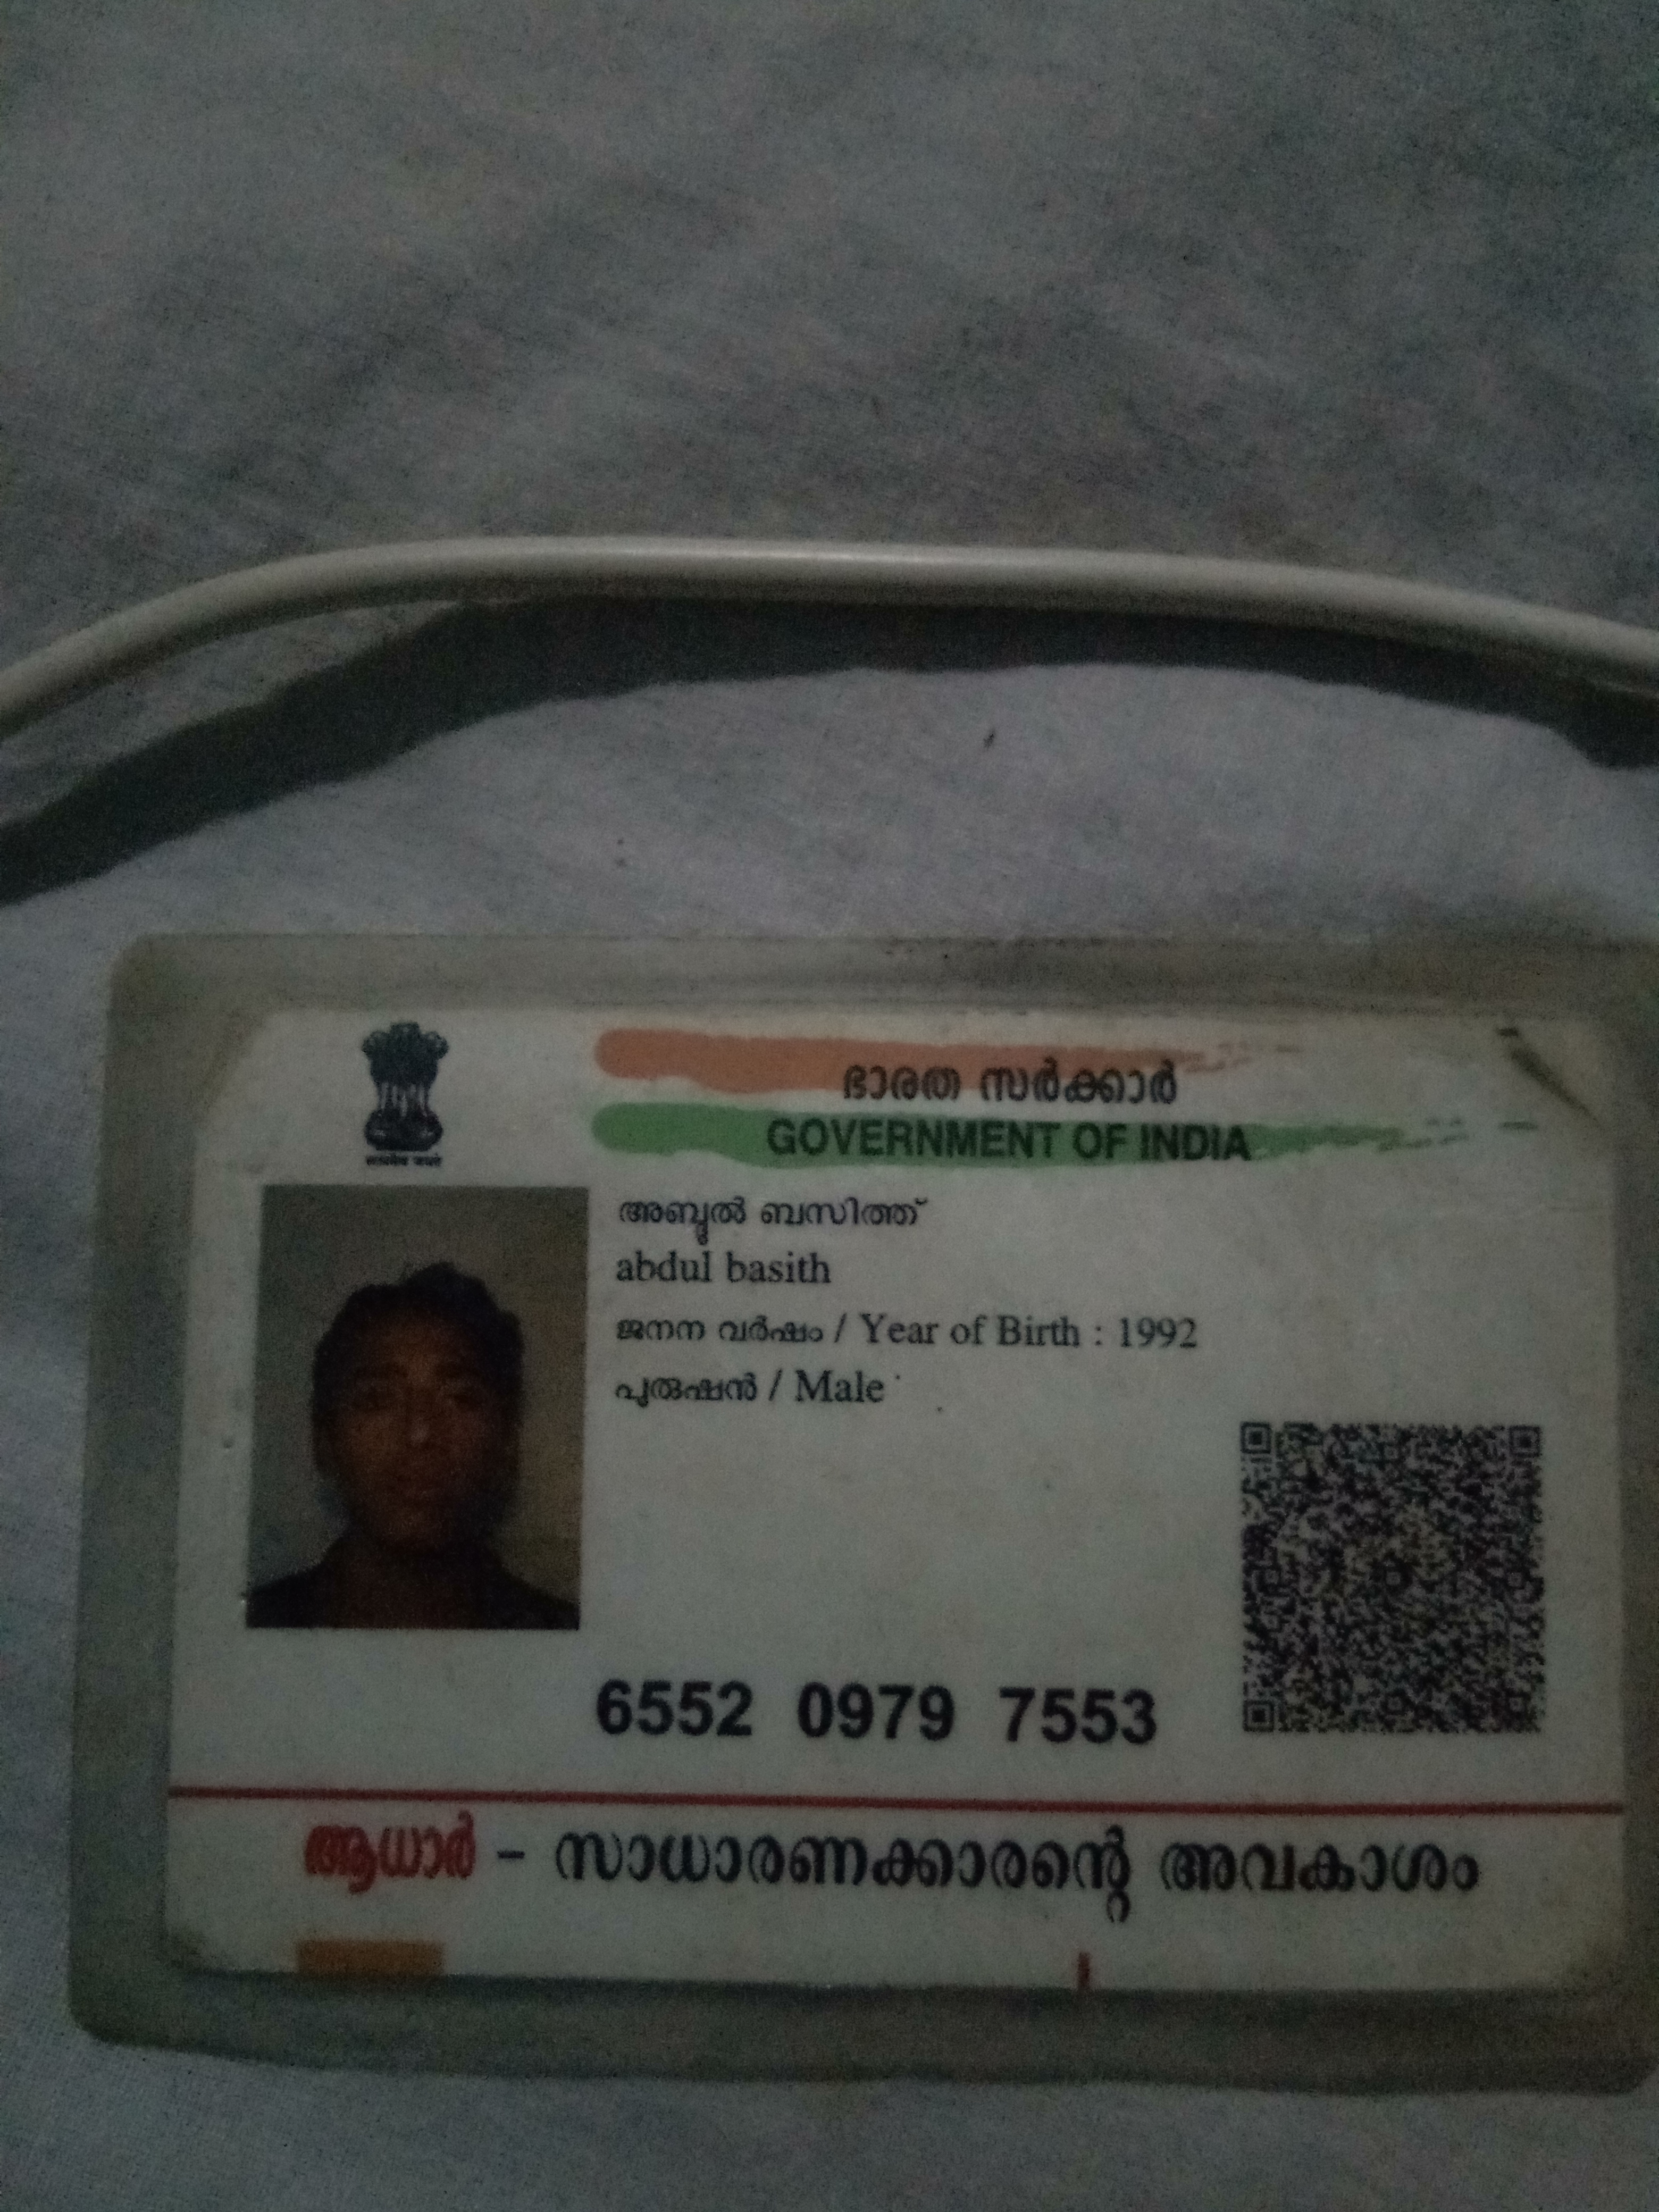 ഭാരത സർക്കാർ
GOVERNMENT OF INDIA
അബ്ദുൽ ബസിത്ത്
abdul basith
ജനന വർഷം / Year of Birth : 1992
പുരുഷൻ / Male
6552 0979 7553
ആധാർ - സാധാരണക്കാരന്റെ അവകാശം